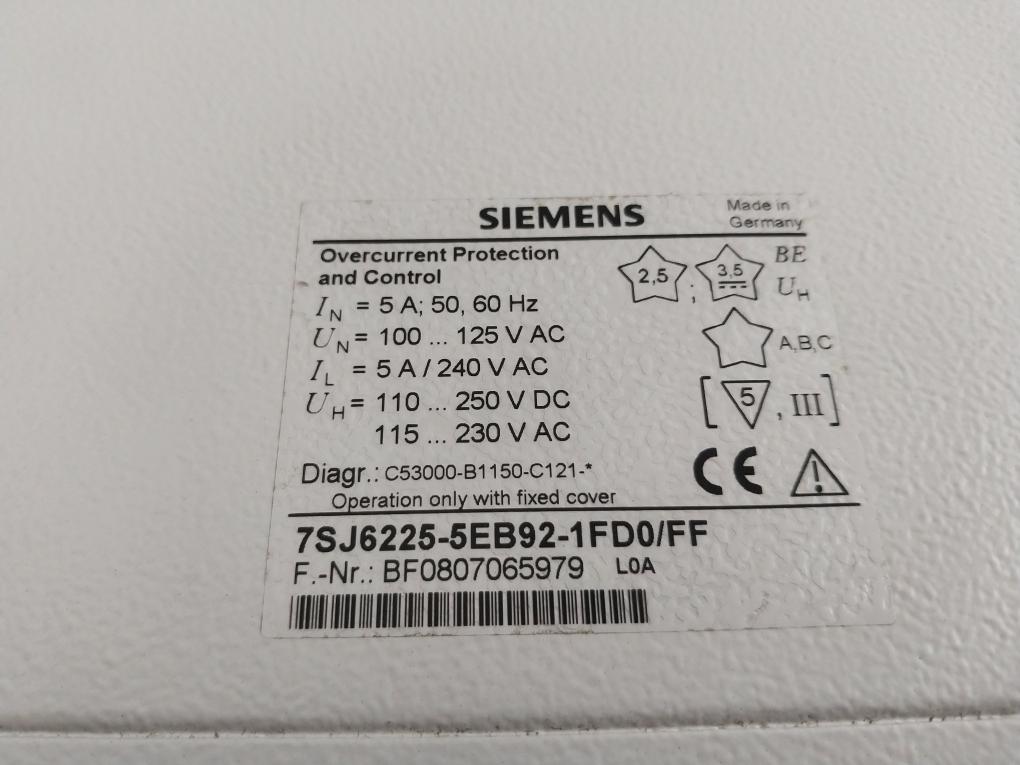 SIEMENS
Made in
Germany
Overcurrent Protection
and Control
IN = 5 A; 50, 60 Hz
UN = 100 ... 125 V AC
IL = 5 A / 240 V AC
UH = 110 ... 250 V DC
115 ... 230 V AC
2,5 ; 3,5 BE
UH
A,B,C
[ 5 , III ]
CE
Diagr.: C53000-B1150-C121-*
Operation only with fixed cover
7SJ6225-5EB92-1FD0/FF
F.-Nr.: BF0807065979 L0A